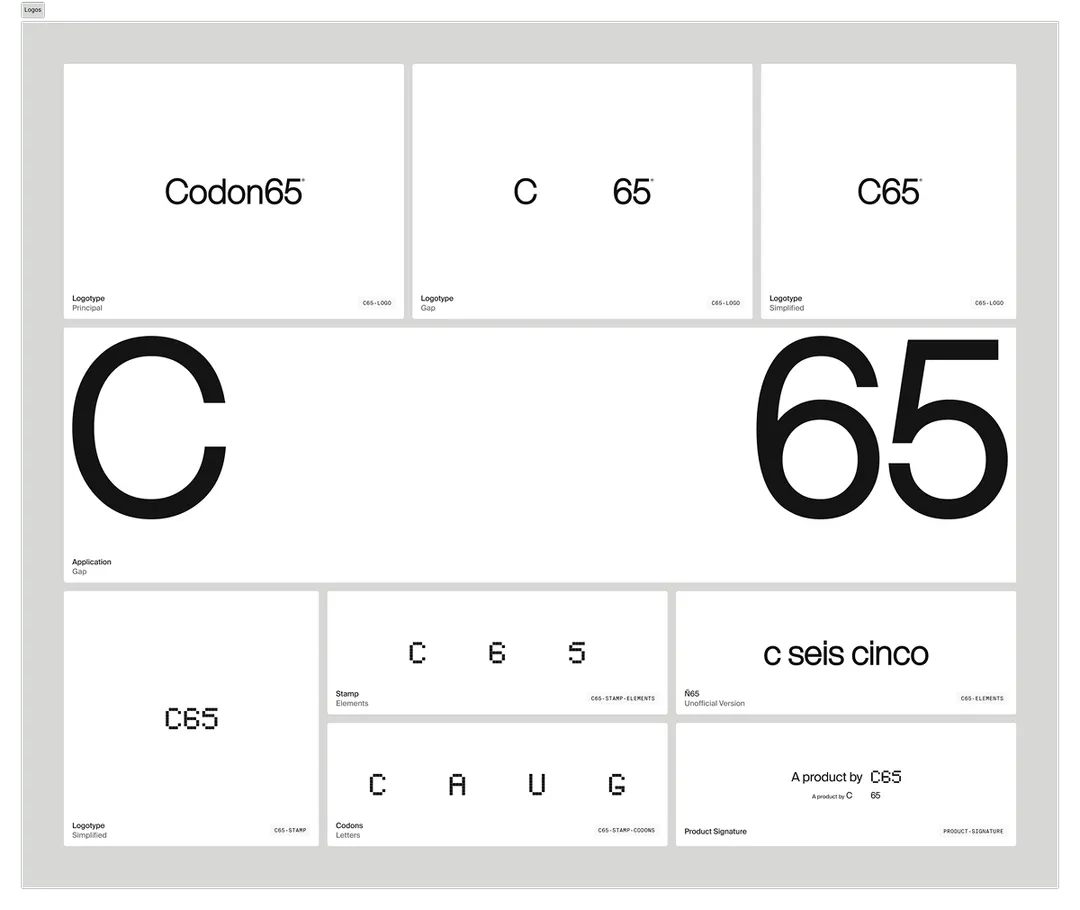 Logos
Codon65°
Logotype
Principal
C65-LOGO
C 65°
Logotype
Gap
C65-LOGO
C65°
Logotype
Simplified
C65-LOGO
C 65
Application
Gap
C65
Logotype
Simplified
C65-STAMP
C 6 5
Stamp
Elements
C65-STAMP-ELEMENTS
c seis cinco
Ñ65
Unofficial Version
C65-ELEMENTS
C A U G
Codons
Letters
C65-STAMP-CODONS
A product by C65
A product by C 65
Product Signature
PRODUCT-SIGNATURE